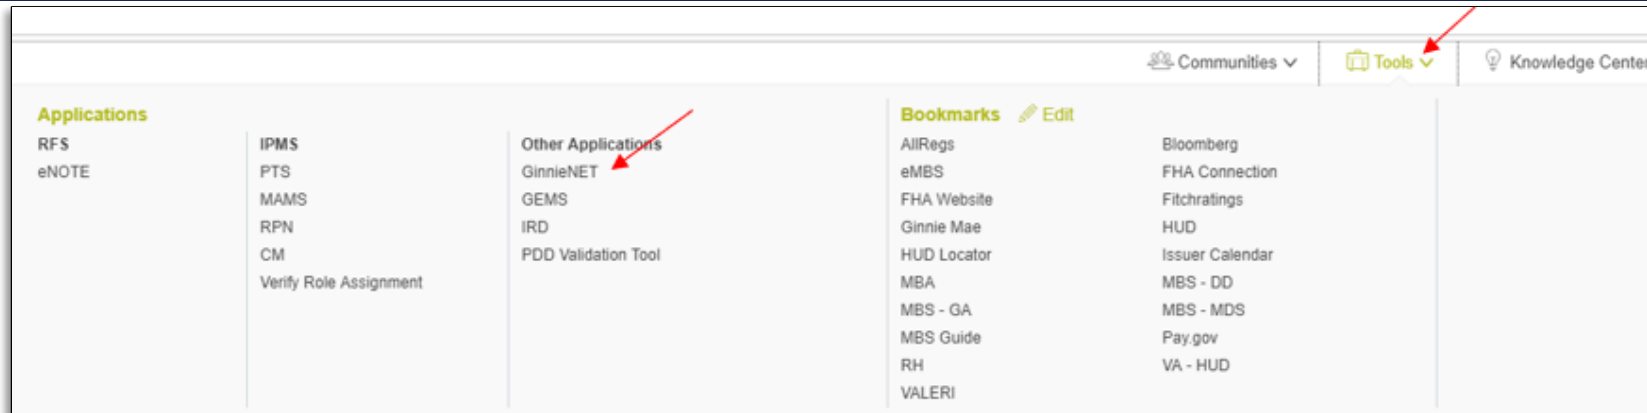 Communities
Tools
Knowledge Center
Applications
RFS
eNOTE
IPMS
PTS
MAMS
RPN
CM
Verify Role Assignment
Other Applications
GinnieNET
GEMS
IRD
PDD Validation Tool
Bookmarks Edit
AllRegs
eMBS
FHA Website
Ginnie Mae
HUD Locator
MBA
MBS - GA
MBS Guide
RH
VALERI
Bloomberg
FHA Connection
Fitchratings
HUD
Issuer Calendar
MBS - DD
MBS - MDS
Pay.gov
VA - HUD